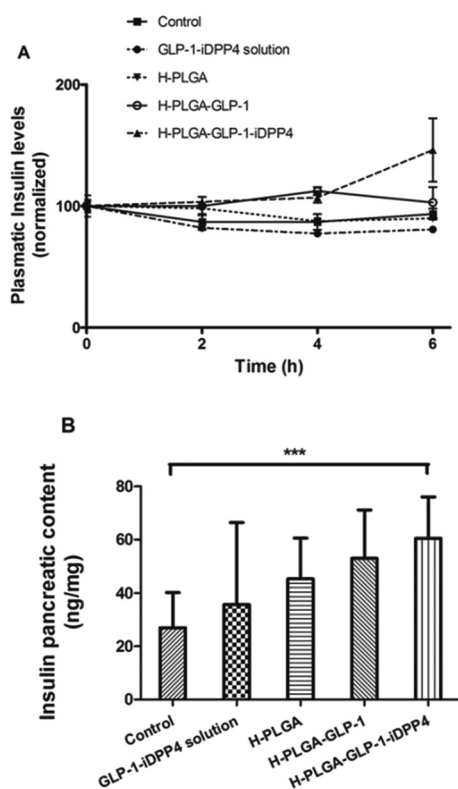 Control
GLP-1-iDPP4 solution
H-PLGA
H-PLGA-GLP-1
H-PLGA-GLP-1-iDPP4
A
200
100
0
Plasmatic Insulin levels
(normalized)
0 2 4 6
Time (h)
B
***
80
60
40
20
0
Insulin pancreatic content
(ng/mg)
Control
GLP-1-iDPP4 solution
H-PLGA
H-PLGA-GLP-1
H-PLGA-GLP-1-iDPP4